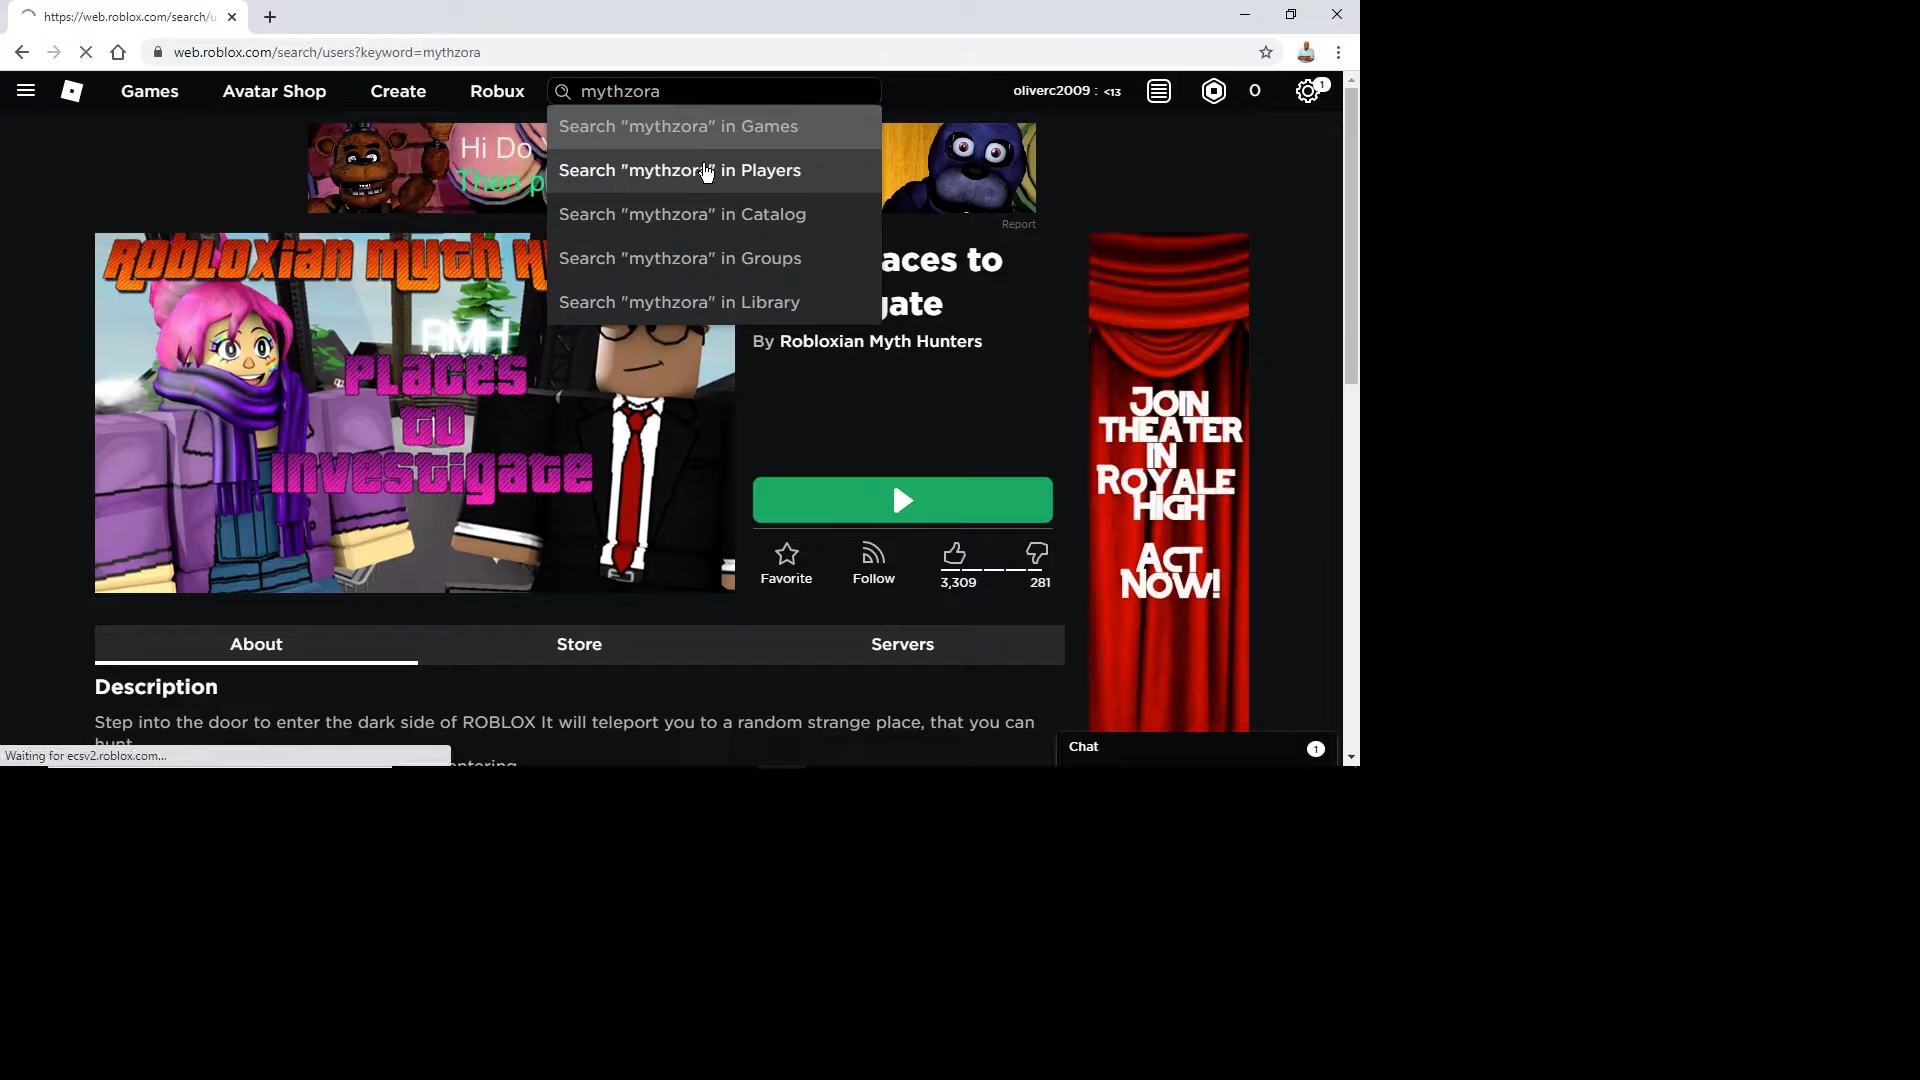 https://web.roblox.com/search/u
web.roblox.com/search/users?keyword=mythzora
Games
Avatar Shop
Create
Robux
mythzora
oliverc2009 : <13
0
1
Search "mythzora" in Games
Search "mythzora" in Players
Search "mythzora" in Catalog
Search "mythzora" in Groups
Search "mythzora" in Library
Hi Do
Then p
Report
ROBLOXIAN MYTH H
RMH
PLACES
TO
INVESTIGATE
aces to
gate
By Robloxian Myth Hunters
Favorite
Follow
3,309
281
JOIN
THEATER
IN
ROYALE
HIGH
ACT
NOW!
About
Store
Servers
Description
Step into the door to enter the dark side of ROBLOX It will teleport you to a random strange place, that you can
hunt
entering
Waiting for ecsv2.roblox.com...
Chat
1